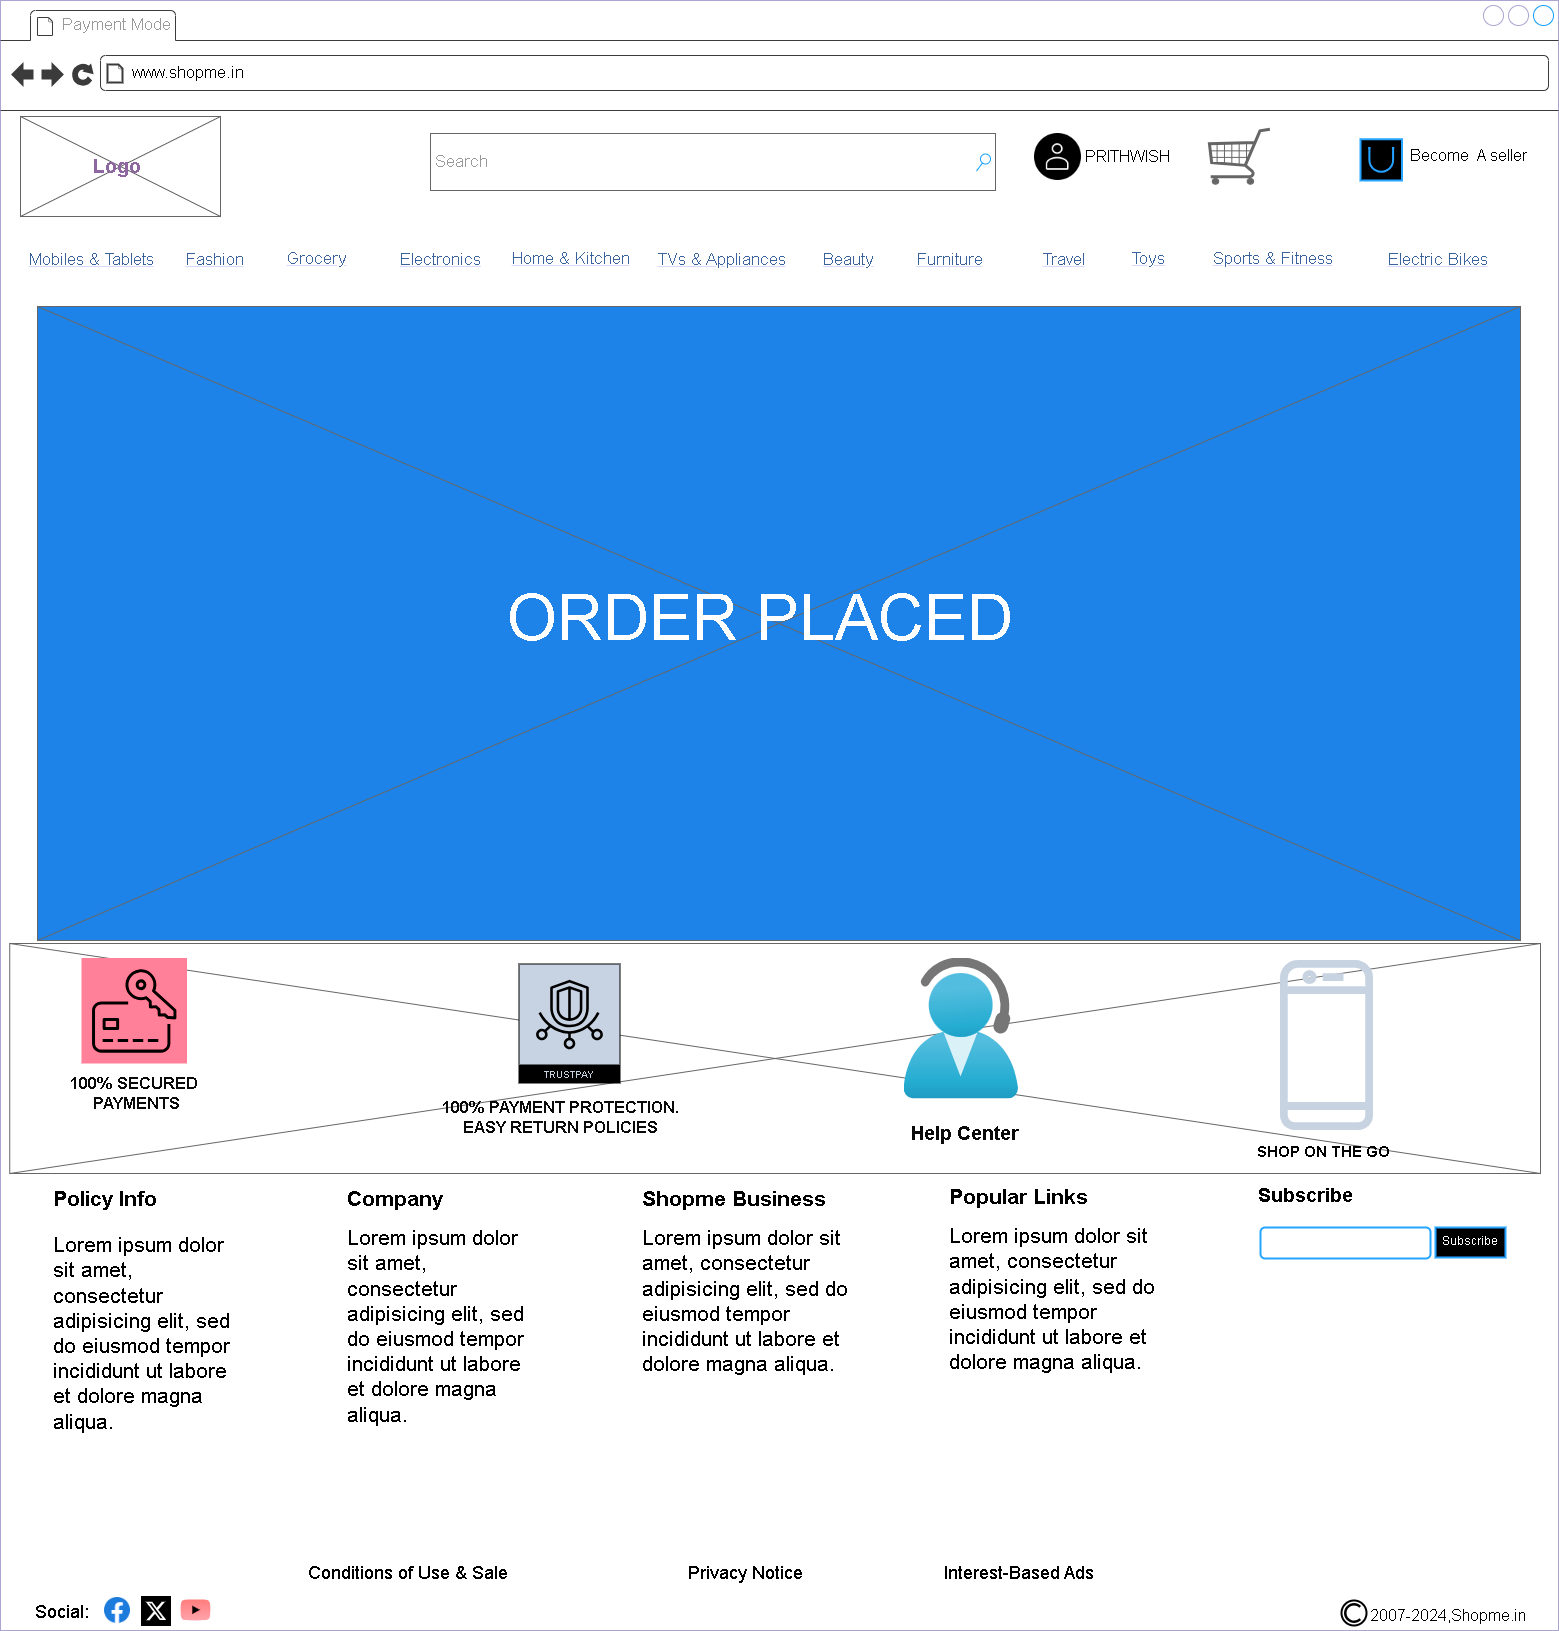 Payment Mode
www.shopme.in
Logo
Search
PRITHWISH
Become A seller
Mobiles & Tablets
Fashion
Grocery
Electronics
Home & Kitchen
TVs & Appliances
Beauty
Furniture
Travel
Toys
Sports & Fitness
Electric Bikes
ORDER PLACED
100% SECURED
PAYMENTS
TRUSTPAY
100% PAYMENT PROTECTION.
EASY RETURN POLICIES
Help Center
SHOP ON THE GO
Policy Info
Lorem ipsum dolor
sit amet,
consectetur
adipisicing elit, sed
do eiusmod tempor
incididunt ut labore
et dolore magna
aliqua.
Company
Lorem ipsum dolor
sit amet,
consectetur
adipisicing elit, sed
do eiusmod tempor
incididunt ut labore
et dolore magna
aliqua.
Shopme Business
Lorem ipsum dolor sit
amet, consectetur
adipisicing elit, sed do
eiusmod tempor
incididunt ut labore et
dolore magna aliqua.
Popular Links
Lorem ipsum dolor sit
amet, consectetur
adipisicing elit, sed do
eiusmod tempor
incididunt ut labore et
dolore magna aliqua.
Subscribe
Subscribe
Conditions of Use & Sale
Privacy Notice
Interest-Based Ads
Social:
©2007-2024,Shopme.in